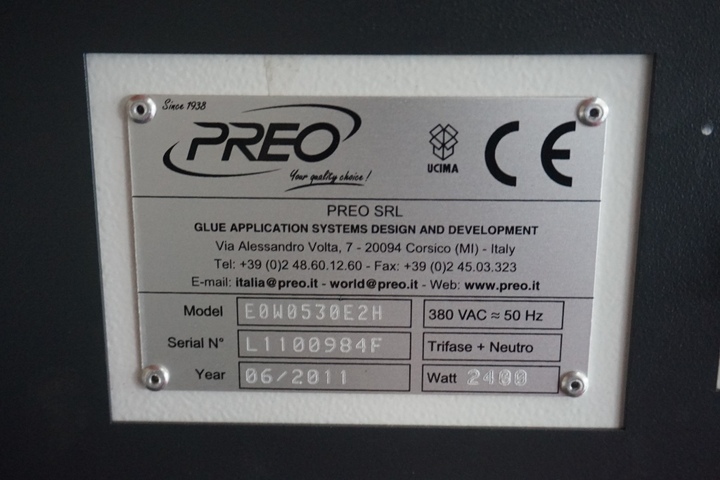 Since 1938
PREO
Your quality choice!
UCIMA
CE
PREO SRL
GLUE APPLICATION SYSTEMS DESIGN AND DEVELOPMENT
Via Alessandro Volta, 7 - 20094 Corsico (MI) - Italy
Tel: +39 (0)2 48.60.12.60 - Fax: +39 (0)2 45.03.323
E-mail: italia@preo.it - world@preo.it - Web: www.preo.it
Model E0W0530E2H 380 VAC ≈ 50 Hz
Serial N° L1100984F Trifase + Neutro
Year 06/2011 Watt 2400